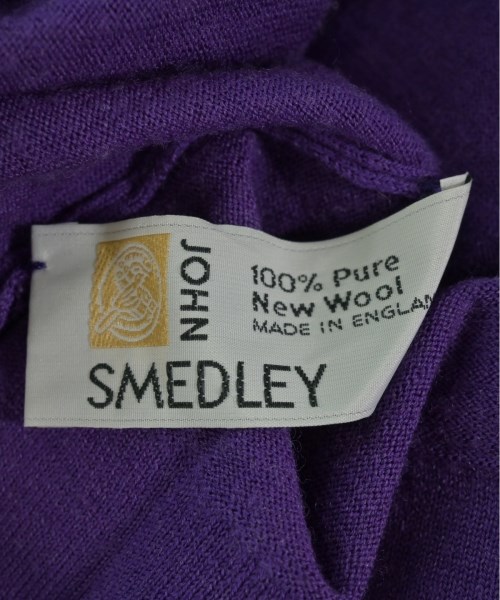 JOHN
SMEDLEY
100% Pure
New Wool
MADE IN ENGLAN